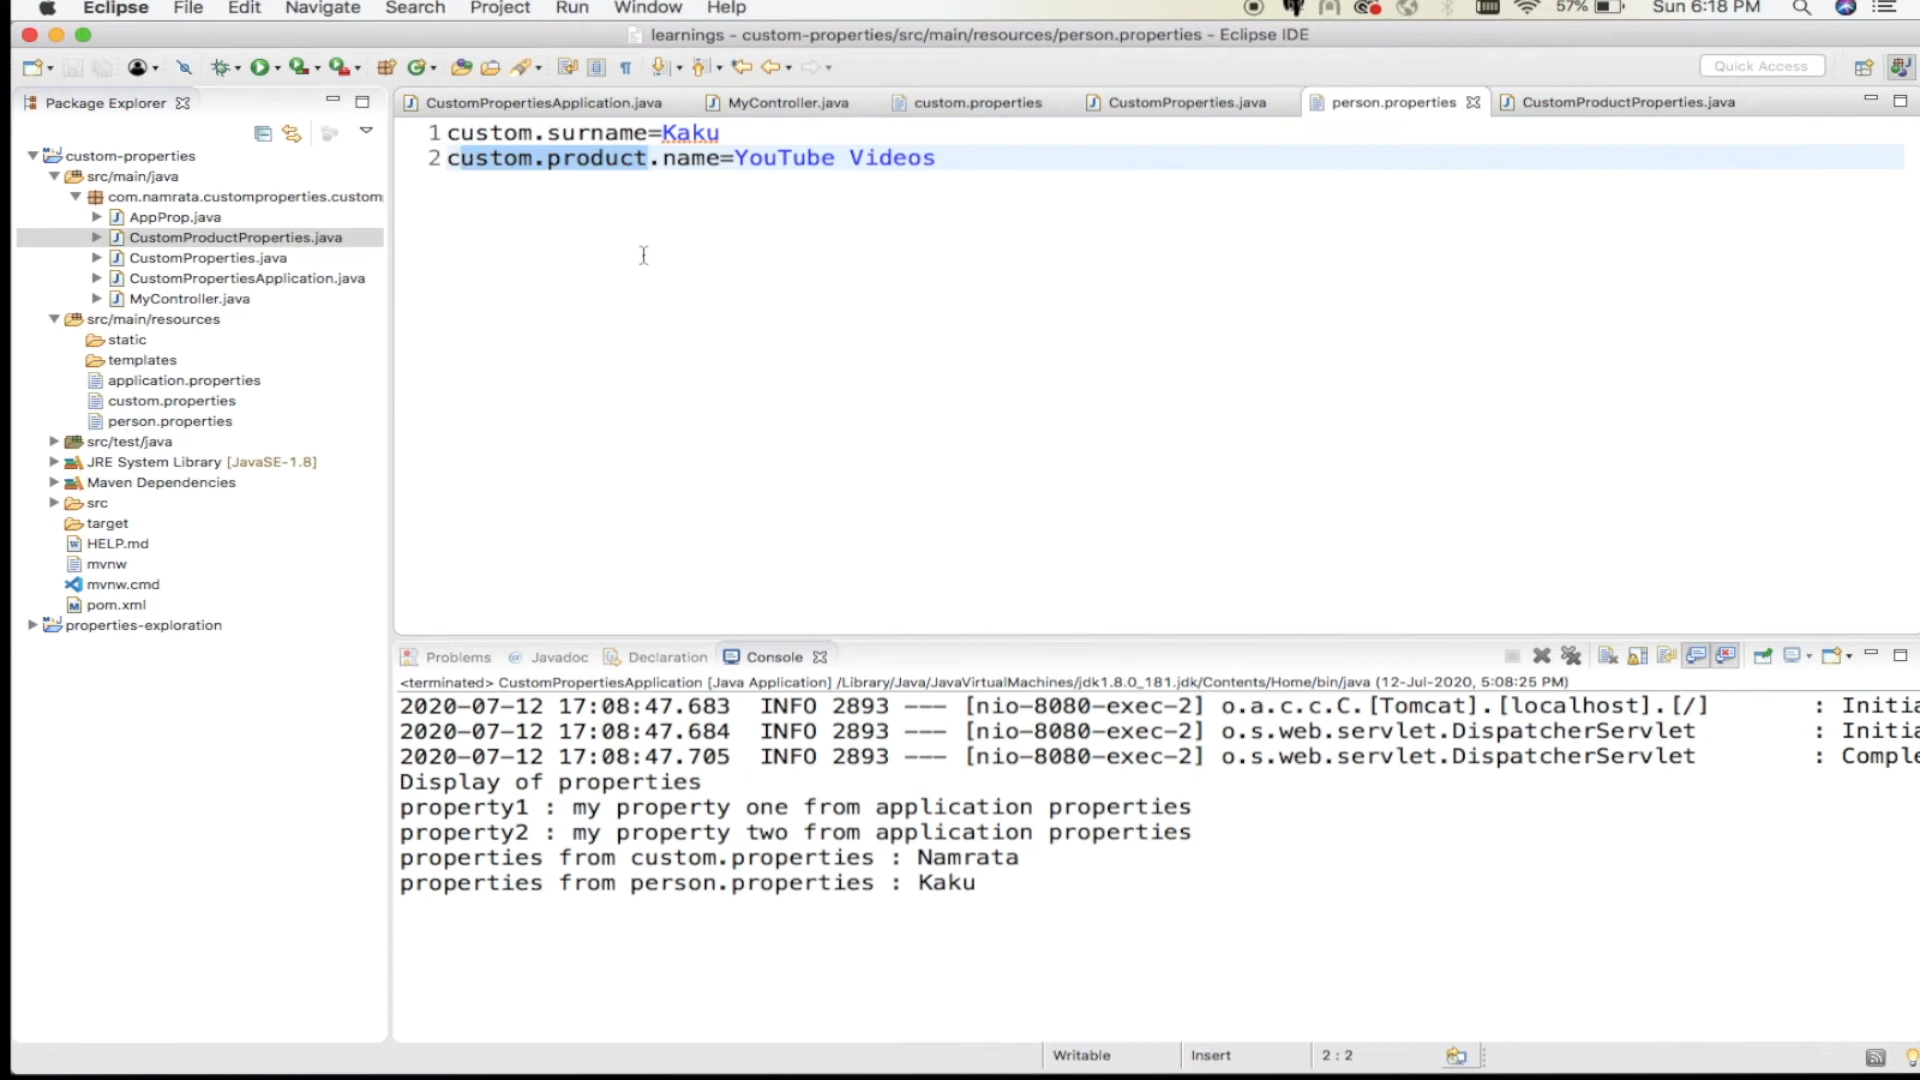 Eclipse File Edit Navigate Search Project Run Window Help 57% Sun 6:18 PM
learnings - custom-properties/src/main/resources/person.properties - Eclipse IDE
Quick Access
Package Explorer
CustomPropertiesApplication.java MyController.java custom.properties CustomProperties.java person.properties CustomProductProperties.java
1 custom.surname=Kaku
2 custom.product.name=YouTube Videos
custom-properties
src/main/java
com.namrata.customproperties.custom
AppProp.java
CustomProductProperties.java
CustomProperties.java
CustomPropertiesApplication.java
MyController.java
src/main/resources
static
templates
application.properties
custom.properties
person.properties
src/test/java
JRE System Library [JavaSE-1.8]
Maven Dependencies
src
target
HELP.md
mvnw
mvnw.cmd
pom.xml
properties-exploration
Problems @ Javadoc Declaration Console
<terminated> CustomPropertiesApplication [Java Application] /Library/Java/JavaVirtualMachines/jdk1.8.0_181.jdk/Contents/Home/bin/java (12-Jul-2020, 5:08:25 PM)
2020-07-12 17:08:47.683 INFO 2893 --- [nio-8080-exec-2] o.a.c.c.C.[Tomcat].[localhost].[/] : Initia
2020-07-12 17:08:47.684 INFO 2893 --- [nio-8080-exec-2] o.s.web.servlet.DispatcherServlet : Initia
2020-07-12 17:08:47.705 INFO 2893 --- [nio-8080-exec-2] o.s.web.servlet.DispatcherServlet : Comple
Display of properties
property1 : my property one from application properties
property2 : my property two from application properties
properties from custom.properties : Namrata
properties from person.properties : Kaku
Writable Insert 2 : 2